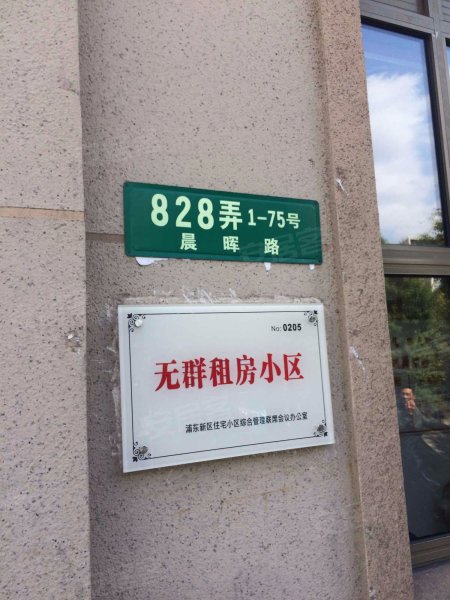 828弄 1-75号
晨晖路
No: 0205
无群租房小区
浦东新区住宅小区综合管理联席会议办公室